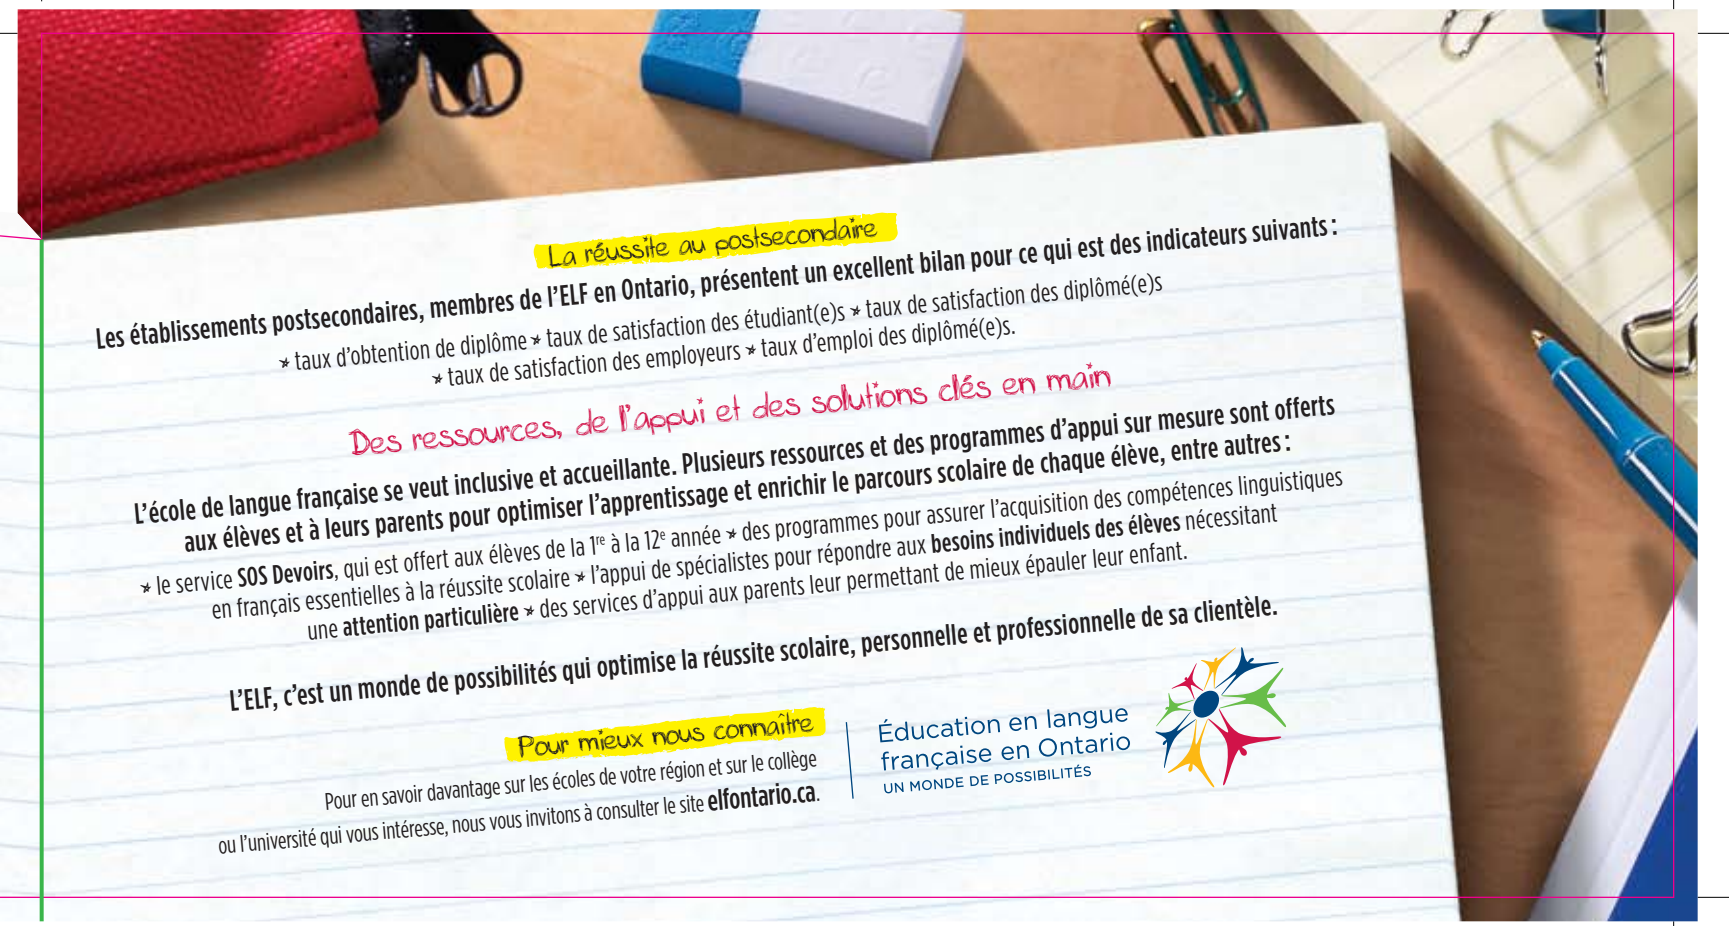 La réussite au postsecondaire
Les établissements postsecondaires, membres de l'ELF en Ontario, présentent un excellent bilan pour ce qui est des indicateurs suivants :
* taux d'obtention de diplôme * taux de satisfaction des étudiant(e)s * taux de satisfaction des diplômé(e)s
* taux de satisfaction des employeurs * taux d'emploi des diplômé(e)s.
Des ressources, de l'appui et des solutions clés en main
L'école de langue française se veut inclusive et accueillante. Plusieurs ressources et des programmes d'appui sur mesure sont offerts
aux élèves et à leurs parents pour optimiser l'apprentissage et enrichir le parcours scolaire de chaque élève, entre autres :
* le service SOS Devoirs, qui est offert aux élèves de la 1re à la 12e année * des programmes pour assurer l'acquisition des compétences linguistiques
en français essentielles à la réussite scolaire * l'appui de spécialistes pour répondre aux besoins individuels des élèves nécessitant
une attention particulière * des services d'appui aux parents leur permettant de mieux épauler leur enfant.
L'ELF, c'est un monde de possibilités qui optimise la réussite scolaire, personnelle et professionnelle de sa clientèle.
Pour mieux nous connaître
Pour en savoir davantage sur les écoles de votre région et sur le collège
ou l'université qui vous intéresse, nous vous invitons à consulter le site elfontario.ca.
Éducation en langue
française en Ontario
UN MONDE DE POSSIBILITÉS